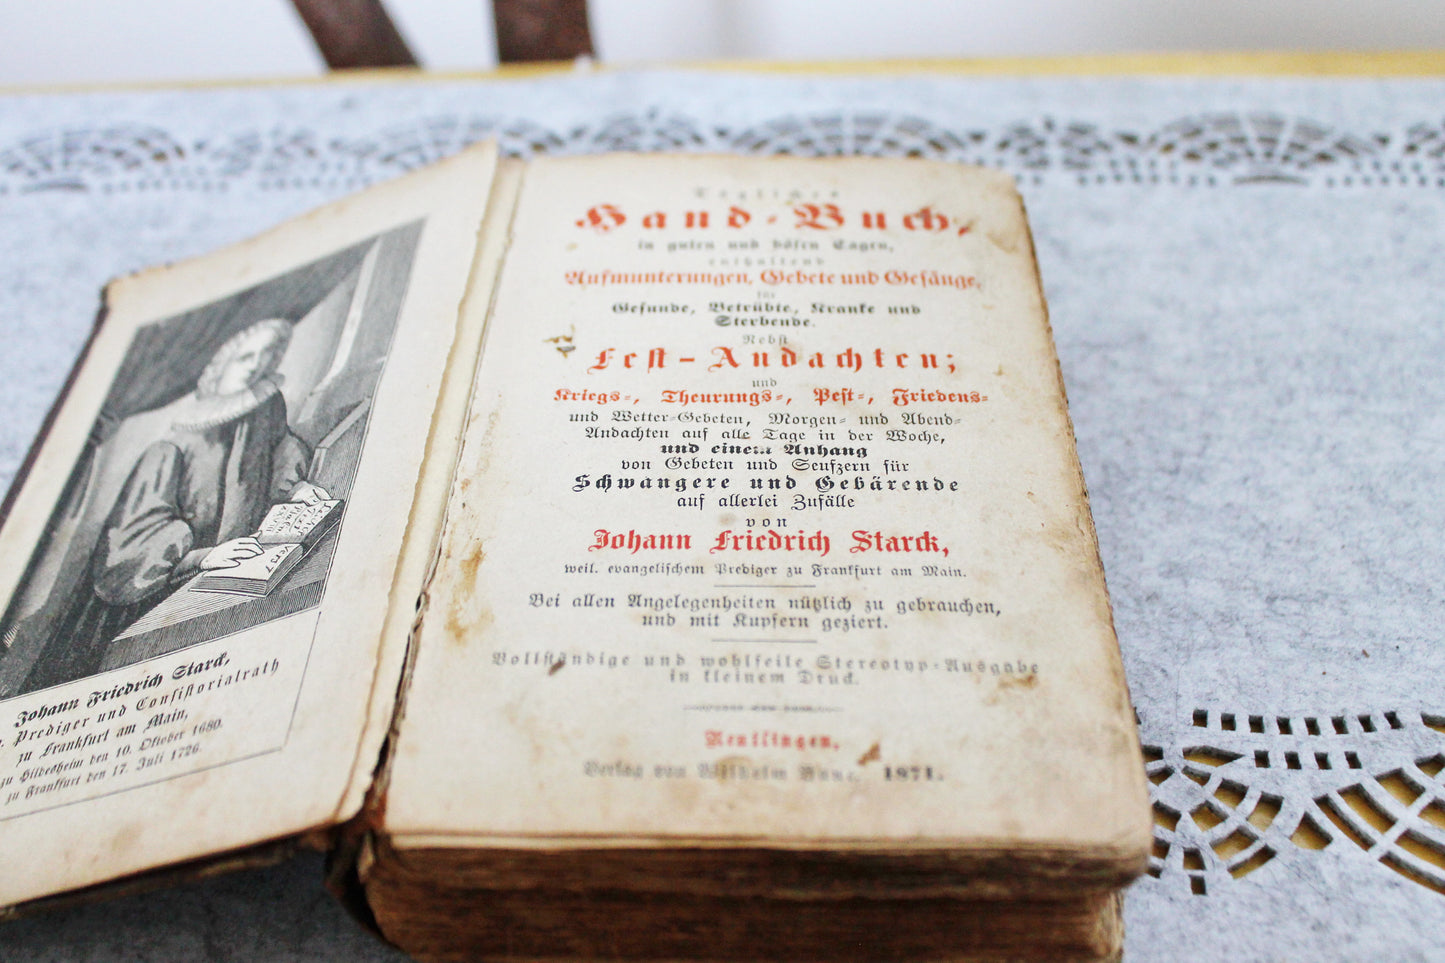 Johann Friedrich Starck,
Prediger und Consistorialrath
zu Frankfurt am Main,
zu Hildesheim den 10. Oktober 1680.
zu Frankfurt den 17. Juli 1726.
Tägliches
Hand-Buch,
in guten und bösen Tagen,
enthaltend
Aufmunterungen, Gebete und Gesänge,
für
Gesunde, Betrübte, Kranke und
Sterbende.
Nebst
Fest-Andachten;
und
Kriegs-, Theurungs-, Pest-, Friedens-
und Wetter-Gebeten, Morgen- und Abend-
Andachten auf alle Tage in der Woche,
und einem Anhang
von Gebeten und Seufzern für
Schwangere und Gebärende
auf allerlei Zufälle
von
Johann Friedrich Starck,
weil. evangelischem Prediger zu Frankfurt am Main.
Bei allen Angelegenheiten nützlich zu gebrauchen,
und mit Kupfern geziert.
Vollständige und wohlfeile Stereotyp-Ausgabe
in kleinem Druck.
Reutlingen,
Verlag von Wilhelm 1871.